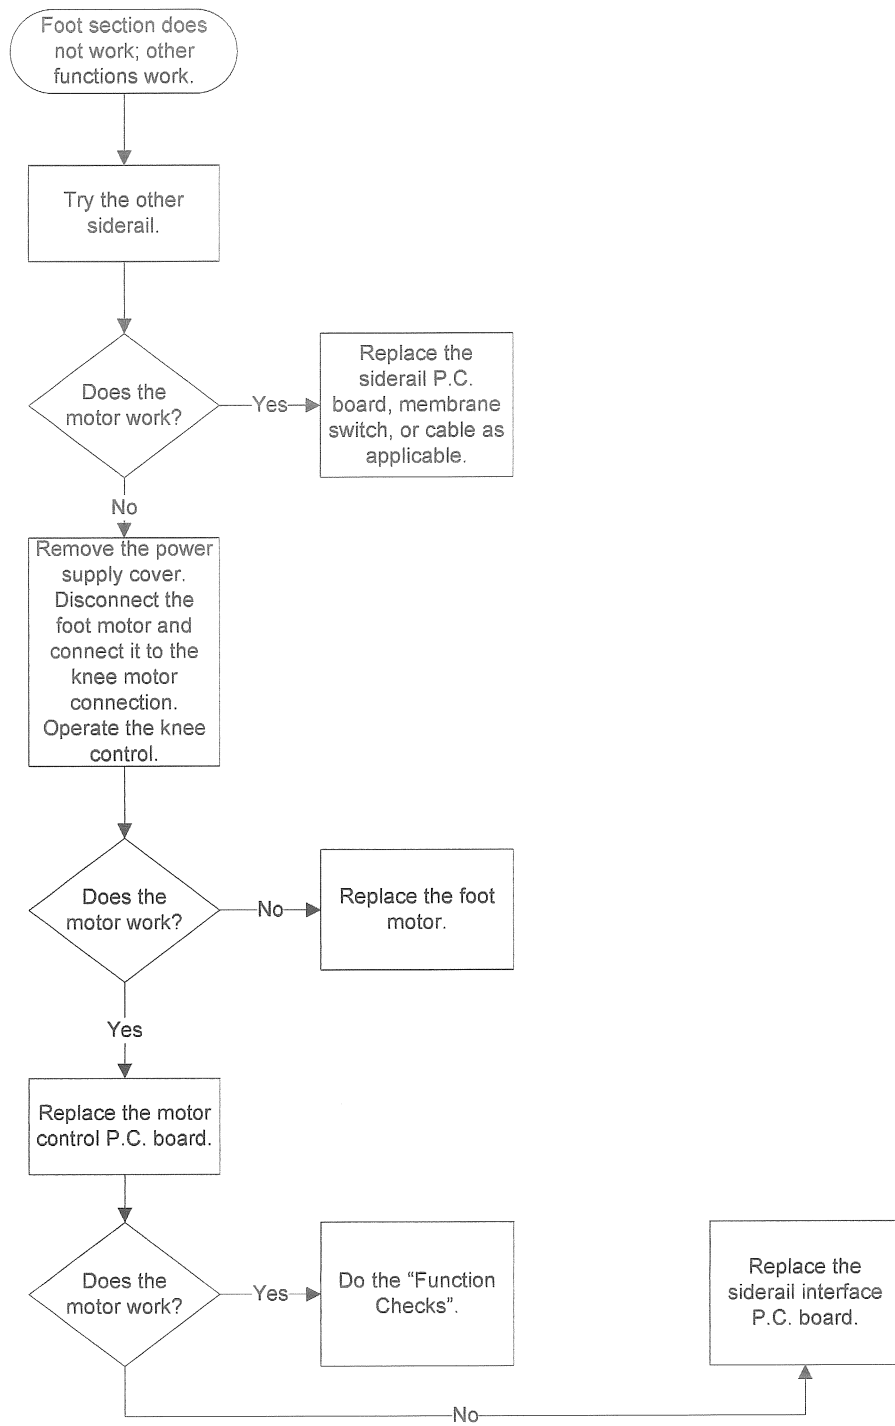 Foot section does
not work; other
functions work.
Try the other
siderail.
Does the
motor work?
Yes
Replace the
siderail P.C.
board, membrane
switch, or cable as
applicable.
No
Remove the power
supply cover.
Disconnect the
foot motor and
connect it to the
knee motor
connection.
Operate the knee
control.
Does the
motor work?
No
Replace the foot
motor.
Yes
Replace the motor
control P.C. board.
Does the
motor work?
Yes
Do the “Function
Checks”.
Replace the
siderail interface
P.C. board.
No